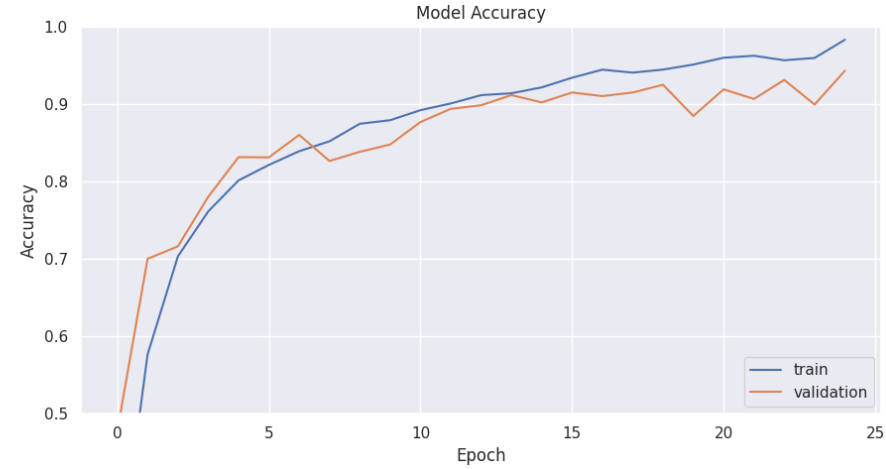 Model Accuracy
1.0
0.9
0.8
0.7
0.6
0.5
Accuracy
0 5 10 15 20 25
Epoch
train
validation